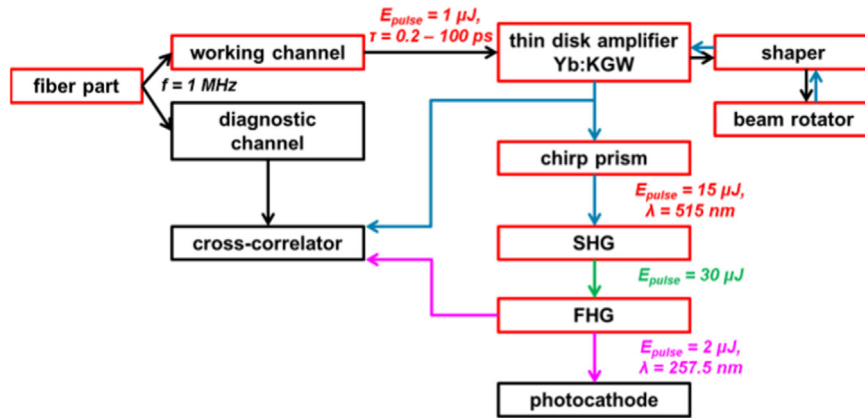 E_pulse = 1 µJ,
τ = 0.2 – 100 ps
working channel
thin disk amplifier
Yb:KGW
shaper
fiber part
f = 1 MHz
beam rotator
diagnostic
channel
chirp prism
E_pulse = 15 µJ,
λ = 515 nm
cross-correlator
SHG
E_pulse = 30 µJ
FHG
E_pulse = 2 µJ,
λ = 257.5 nm
photocathode